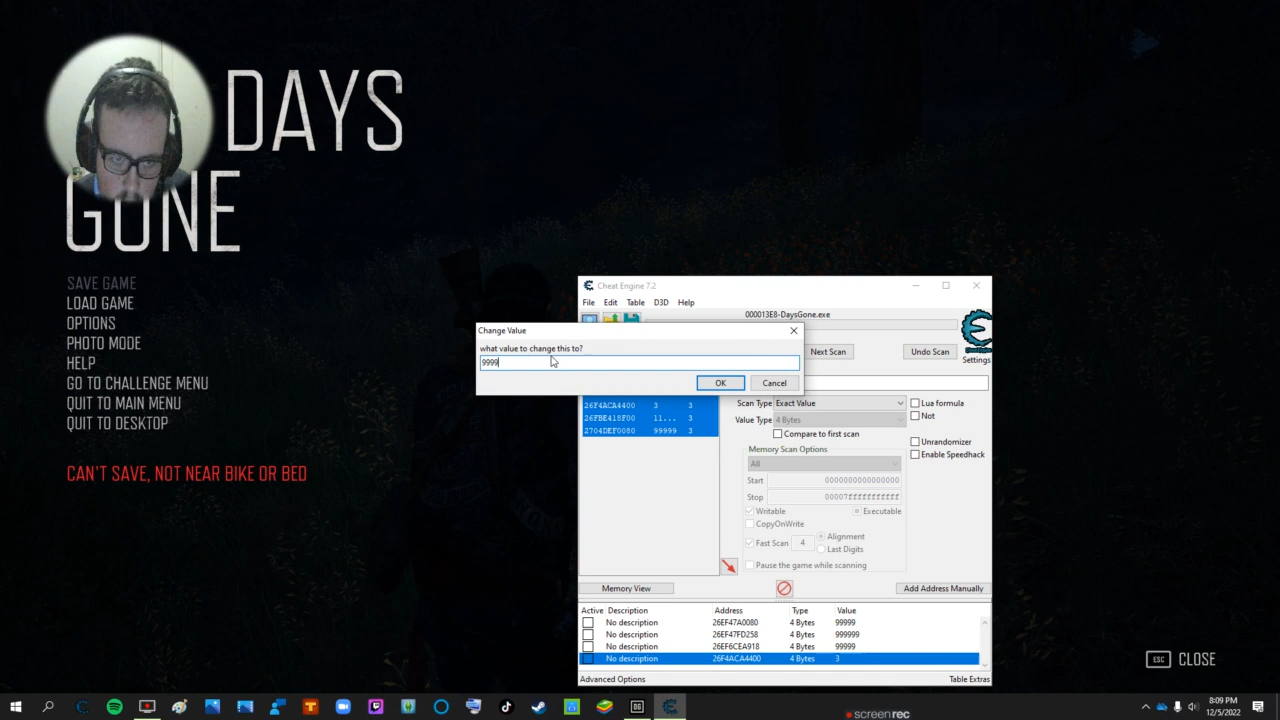 DAYS
GONE
SAVE GAME
LOAD GAME
OPTIONS
PHOTO MODE
HELP
GO TO CHALLENGE MENU
QUIT TO MAIN MENU
QUIT TO DESKTOP
CAN'T SAVE, NOT NEAR BIKE OR BED
Cheat Engine 7.2
File Edit Table D3D Help
000013E8-DaysGone.exe
Change Value
what value to change this to?
9999
OK Cancel
Next Scan Undo Scan
Settings
26F4ACA4400 3 3
26FBE418F00 11... 3
2704DEF0080 99999 3
Scan Type Exact Value
Lua formula
Value Type 4 Bytes
Not
Compare to first scan
Memory Scan Options
All
Unrandomizer
Enable Speedhack
Start 0000000000000000
Stop 00007fffffffffff
Writable Executable
CopyOnWrite
Fast Scan 4 Alignment
Last Digits
Pause the game while scanning
Memory View Add Address Manually
Active Description Address Type Value
No description 26EF47A0080 4 Bytes 99999
No description 26EF47FD258 4 Bytes 999999
No description 26EF6CEA918 4 Bytes 99999
No description 26F4ACA4400 4 Bytes 3
Advanced Options Table Extras
ESC CLOSE
8:09 PM
12/5/2022
screenrec